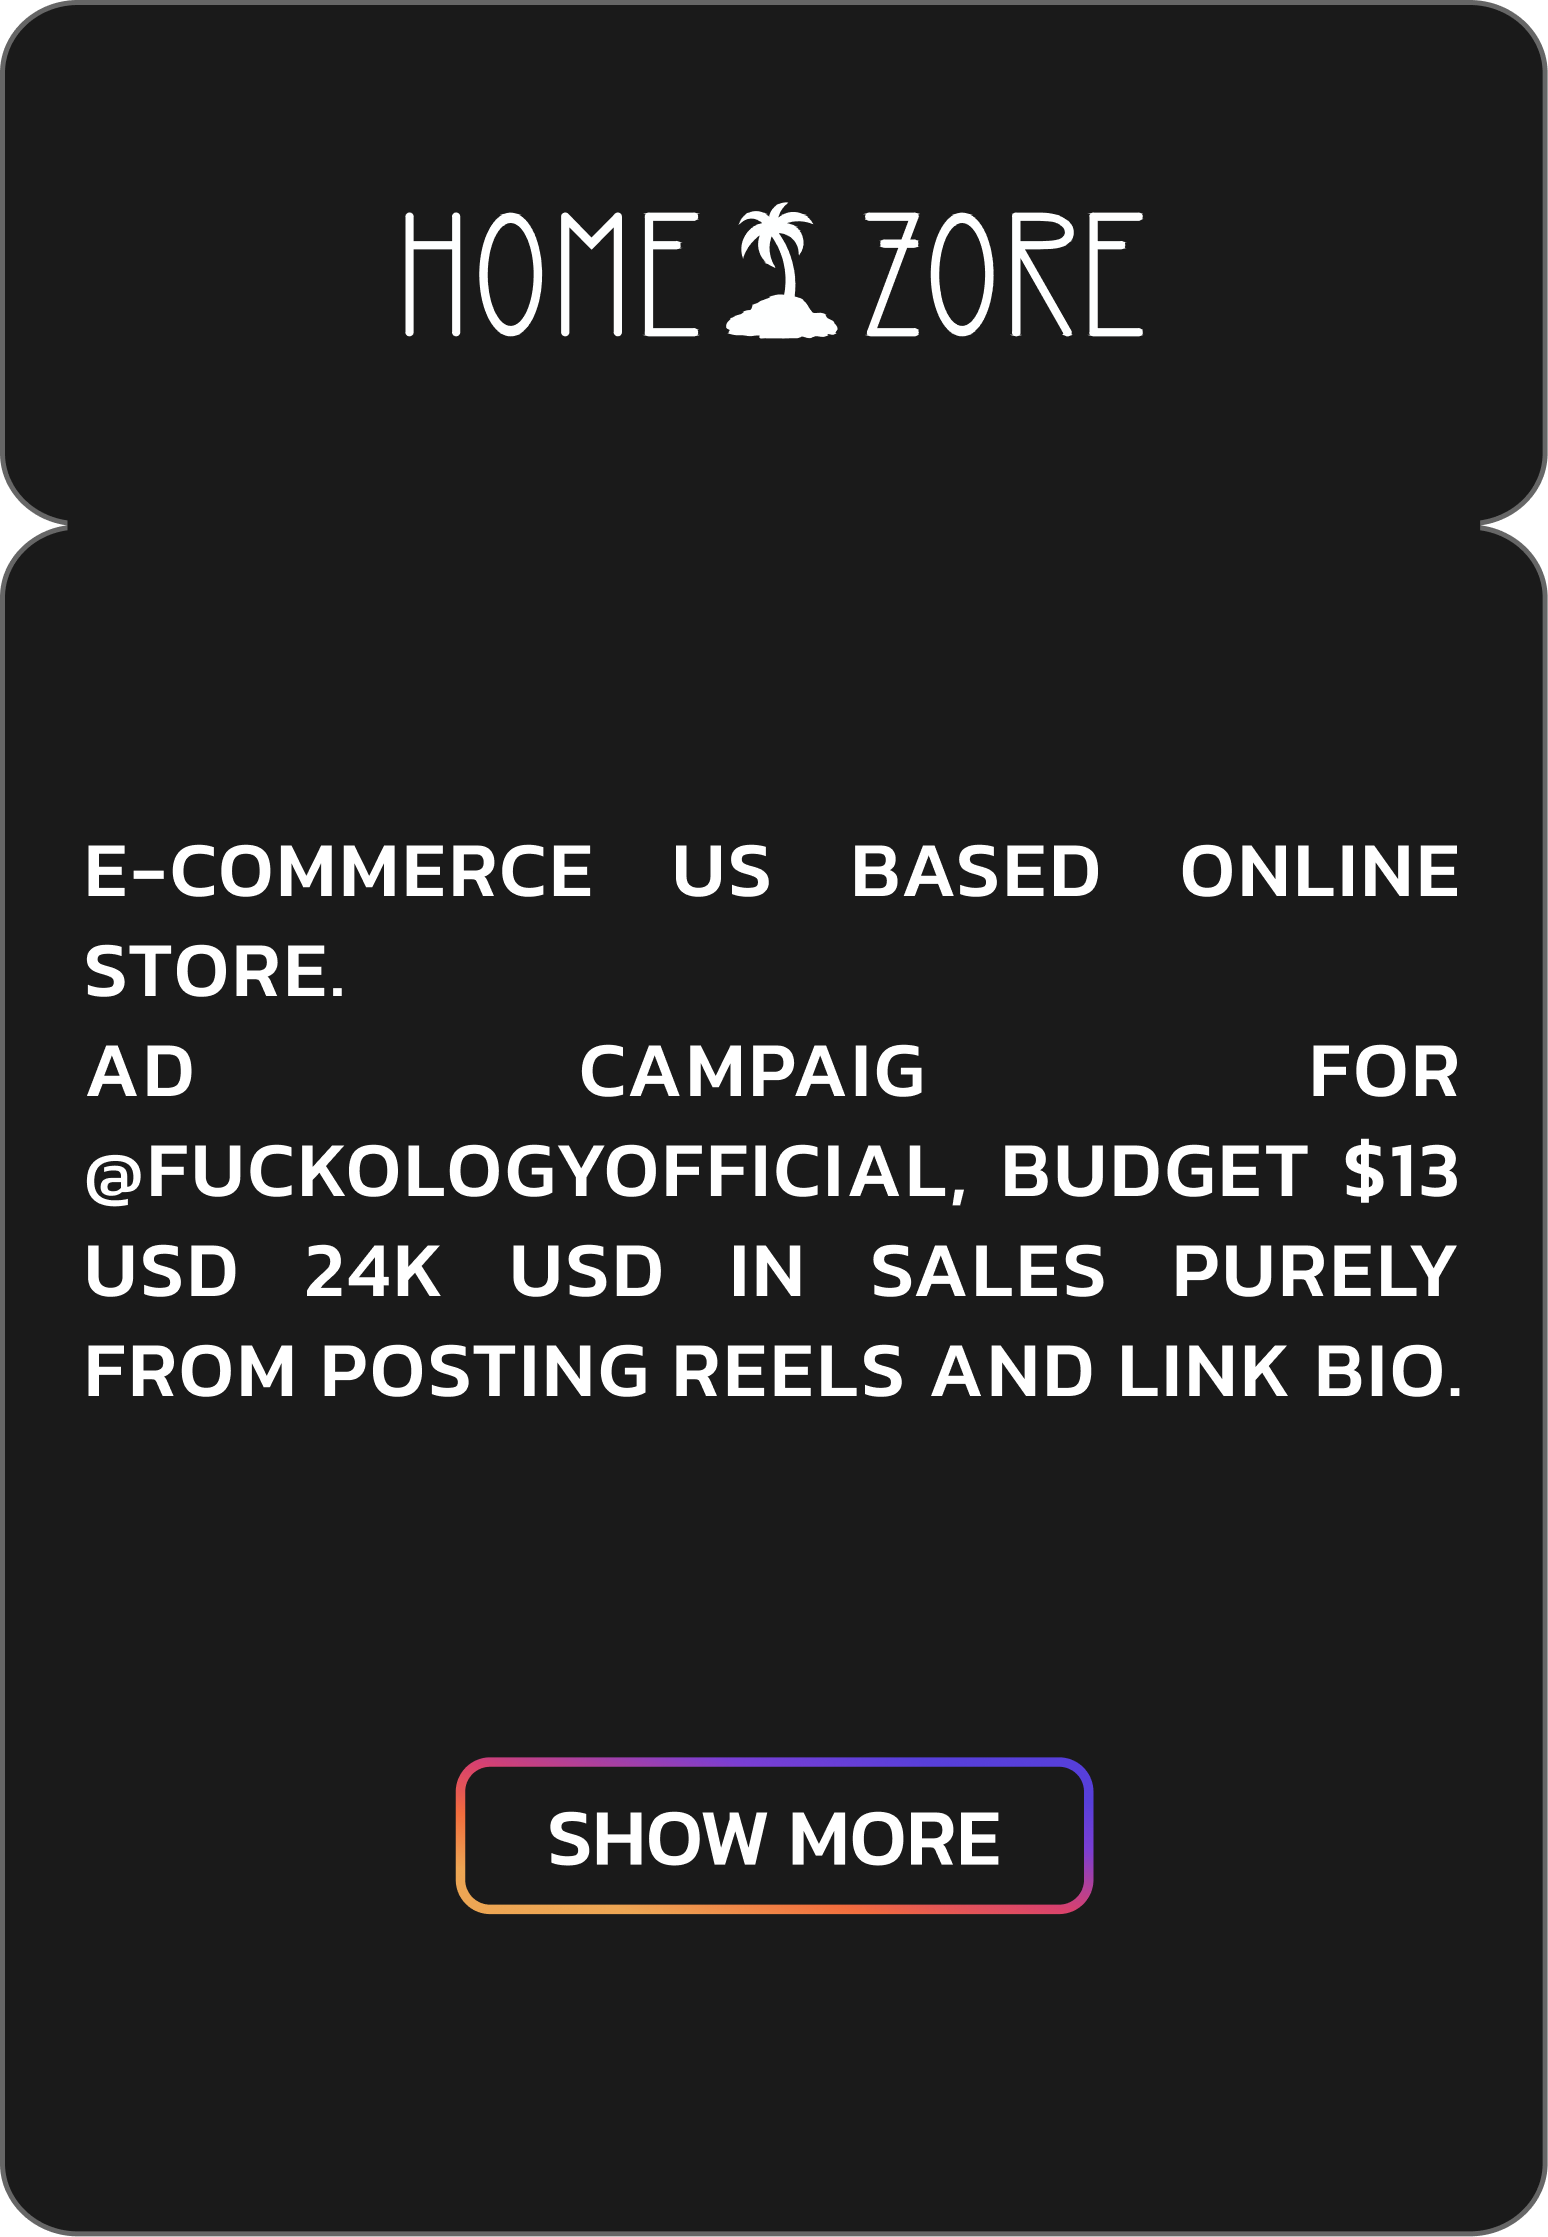 HOME ZORE
E-COMMERCE US BASED ONLINE
STORE.
AD CAMPAIG FOR
@FUCKOLOGYOFFICIAL, BUDGET $13
USD 24K USD IN SALES PURELY
FROM POSTING REELS AND LINK BIO.
SHOW MORE